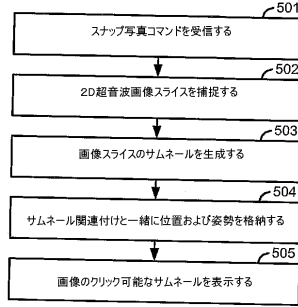 501
スナップ写真コマンドを受信する
502
2D超音波画像スライスを捕捉する
503
画像スライスのサムネールを生成する
504
サムネール関連付けと一緒に位置および姿勢を格納する
505
画像のクリック可能なサムネールを表示する